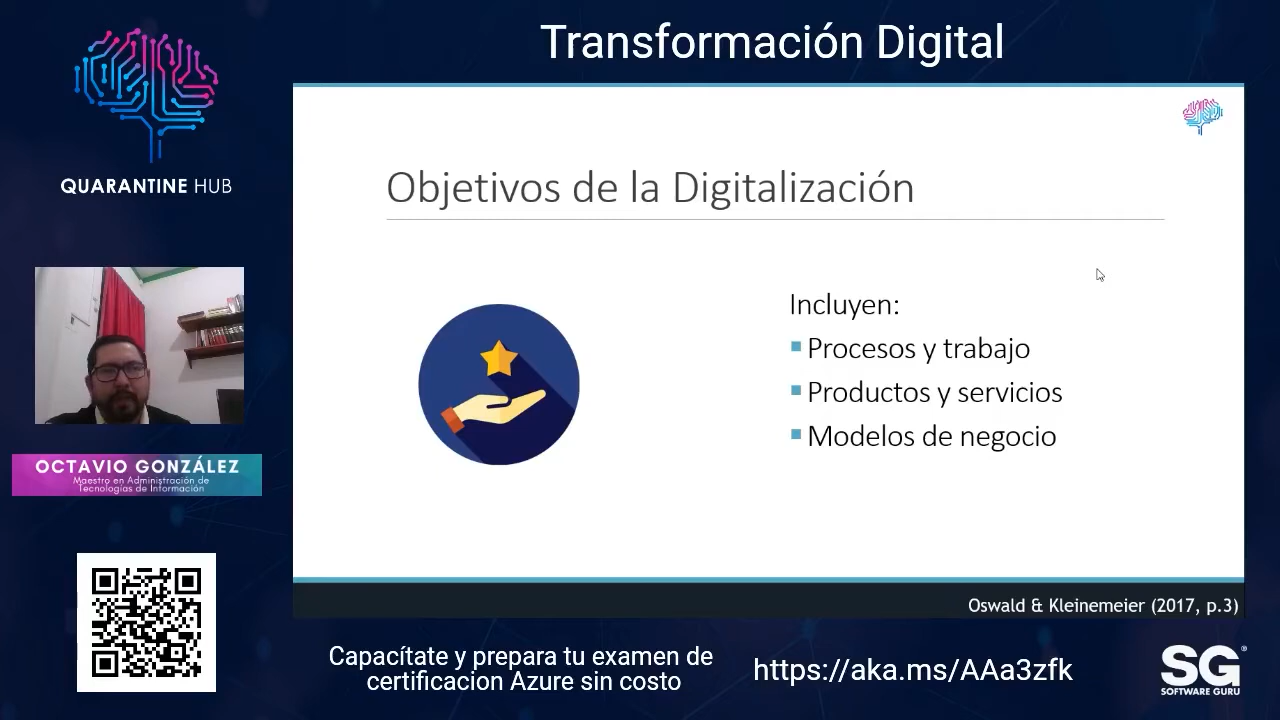 Transformación Digital
QUARANTINE HUB
Objetivos de la Digitalización
Incluyen:
Procesos y trabajo
Productos y servicios
Modelos de negocio
OCTAVIO GONZÁLEZ
Maestro en Administración de
Tecnologías de Información
Oswald & Kleinemeier (2017, p.3)
Capacítate y prepara tu examen de
certificacion Azure sin costo
https://aka.ms/AAa3zfk
SG®
SOFTWARE GURU